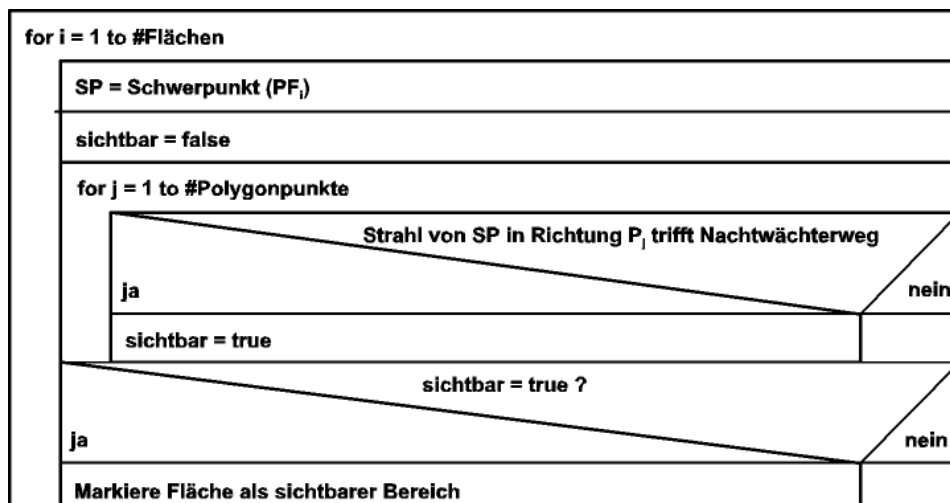 for i = 1 to #Flächen
SP = Schwerpunkt (PFi)
sichtbar = false
for j = 1 to #Polygonpunkte
Strahl von SP in Richtung Pj trifft Nachtwächterweg
ja
nein
sichtbar = true
sichtbar = true ?
ja
nein
Markiere Fläche als sichtbarer Bereich